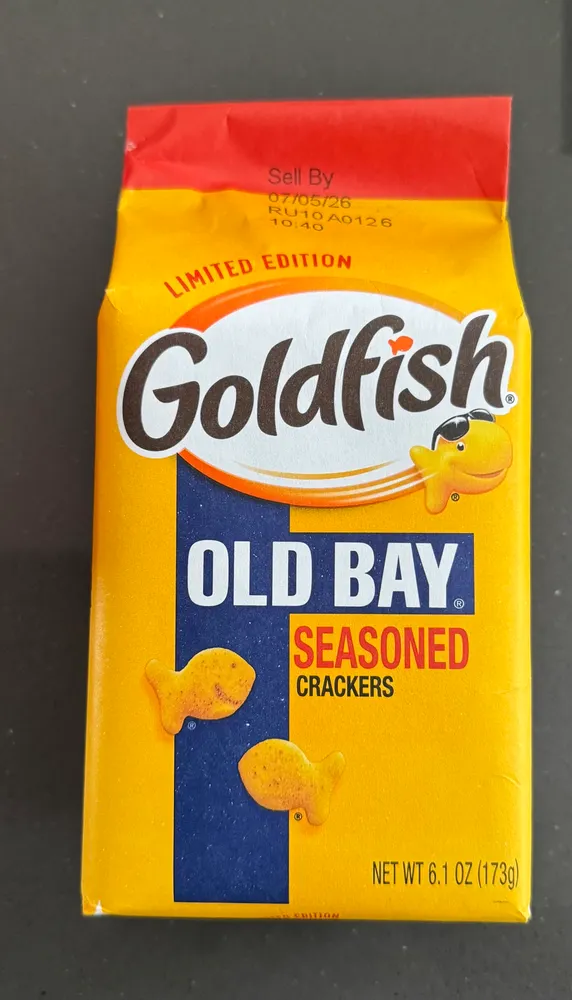 Sell By
07/05/26
RU10 A0126
10:40
LIMITED EDITION
Goldfish®
®
OLD BAY®
SEASONED
CRACKERS
®
®
NET WT 6.1 OZ (173g)
EDITION